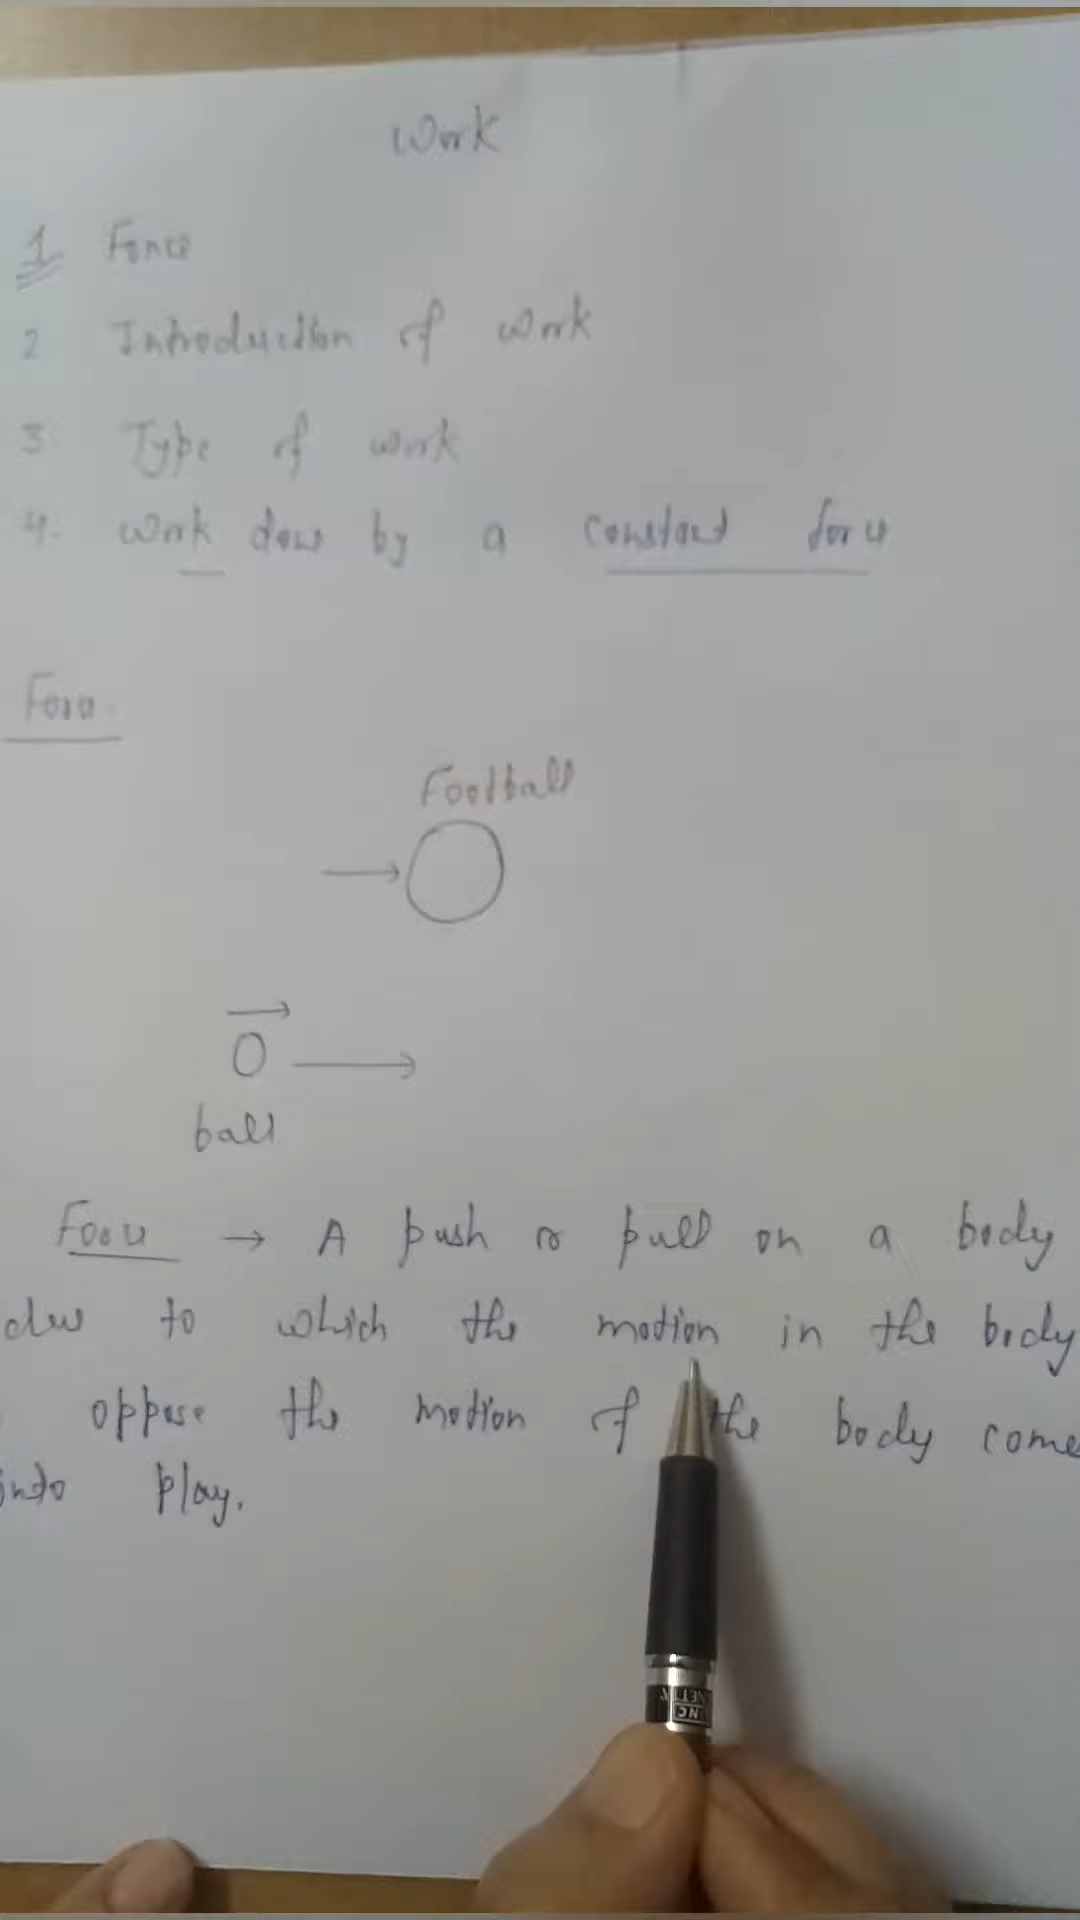 Work
1 Force
2 Introduction of work
3. Type of work
4. Work done by a constant force
Force.
Football
ball
Force → A push or pull on a body
due to which the motion in the body
oppose the motion of the body come
into play.